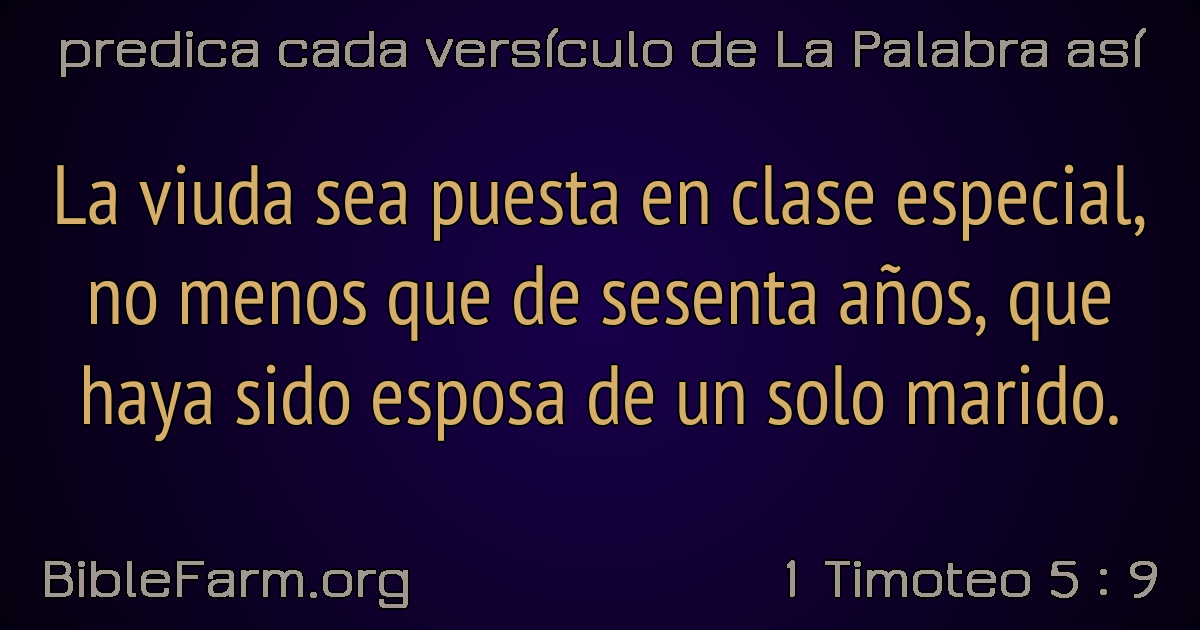 predica cada versículo de La Palabra así
La viuda sea puesta en clase especial,
no menos que de sesenta años, que
haya sido esposa de un solo marido.
BibleFarm.org
1 Timoteo 5 : 9